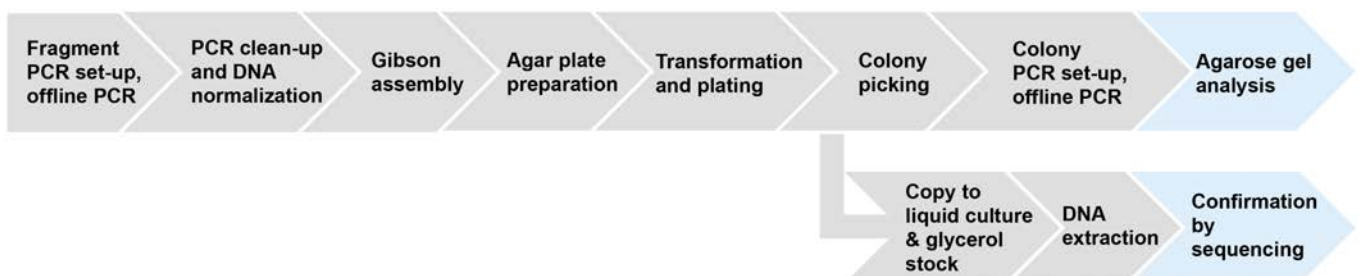 Fragment
PCR set-up,
offline PCR
PCR clean-up
and DNA
normalization
Gibson
assembly
Agar plate
preparation
Transformation
and plating
Colony
picking
Colony
PCR set-up,
offline PCR
Agarose gel
analysis
Copy to
liquid culture
& glycerol
stock
DNA
extraction
Confirmation
by
sequencing